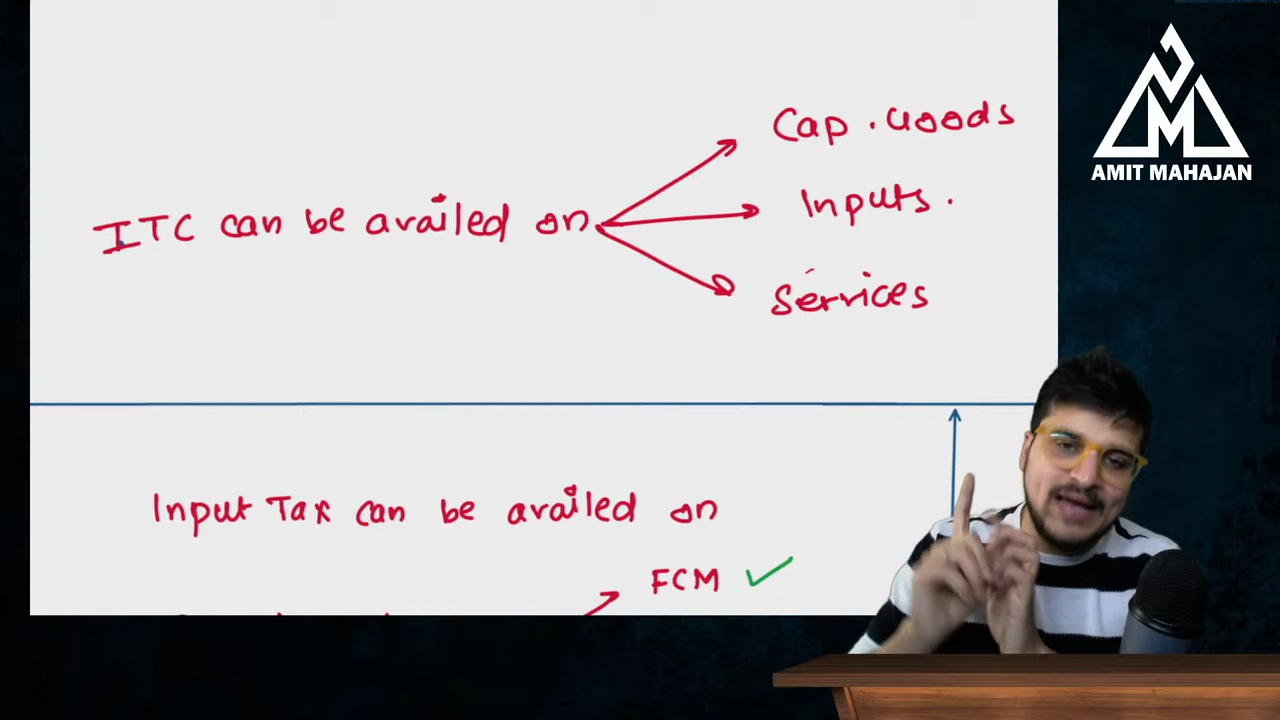 Cap. Goods
ITC can be availed on
Inputs.
Services
Input Tax can be availed on
FCM
AMIT MAHAJAN